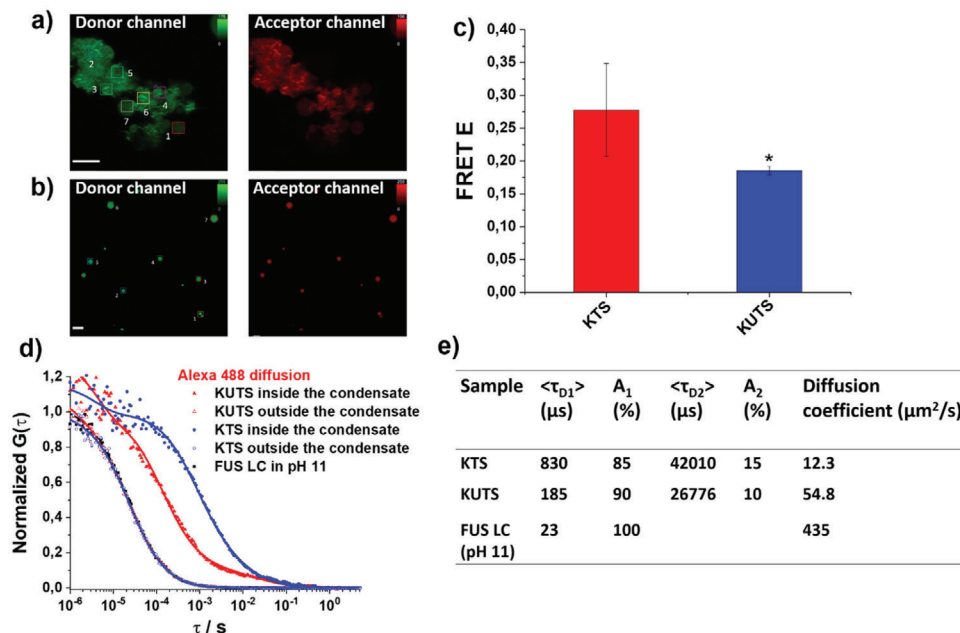 a)
Donor channel
Acceptor channel
2
5
3
4
6
7
1
b)
Donor channel
Acceptor channel
6
7
4
3
2
1
c)
FRET E
0,35
0,30
0,25
0,20
0,15
0,10
0,05
0,00
*
KTS
KUTS
d)
Normalized G(τ)
1,2
1,0
0,8
0,6
0,4
0,2
0,0
Alexa 488 diffusion
KUTS inside the condensate
KUTS outside the condensate
KTS inside the condensate
KTS outside the condensate
FUS LC in pH 11
10⁻⁶ 10⁻⁵ 10⁻⁴ 10⁻³ 10⁻² 10⁻¹ 10⁰
τ / s
e)
Sample <τD1> (μs) A1 (%) <τD2> (μs) A2 (%) Diffusion coefficient (μm²/s)
KTS 830 85 42010 15 12.3
KUTS 185 90 26776 10 54.8
FUS LC (pH 11) 23 100 435